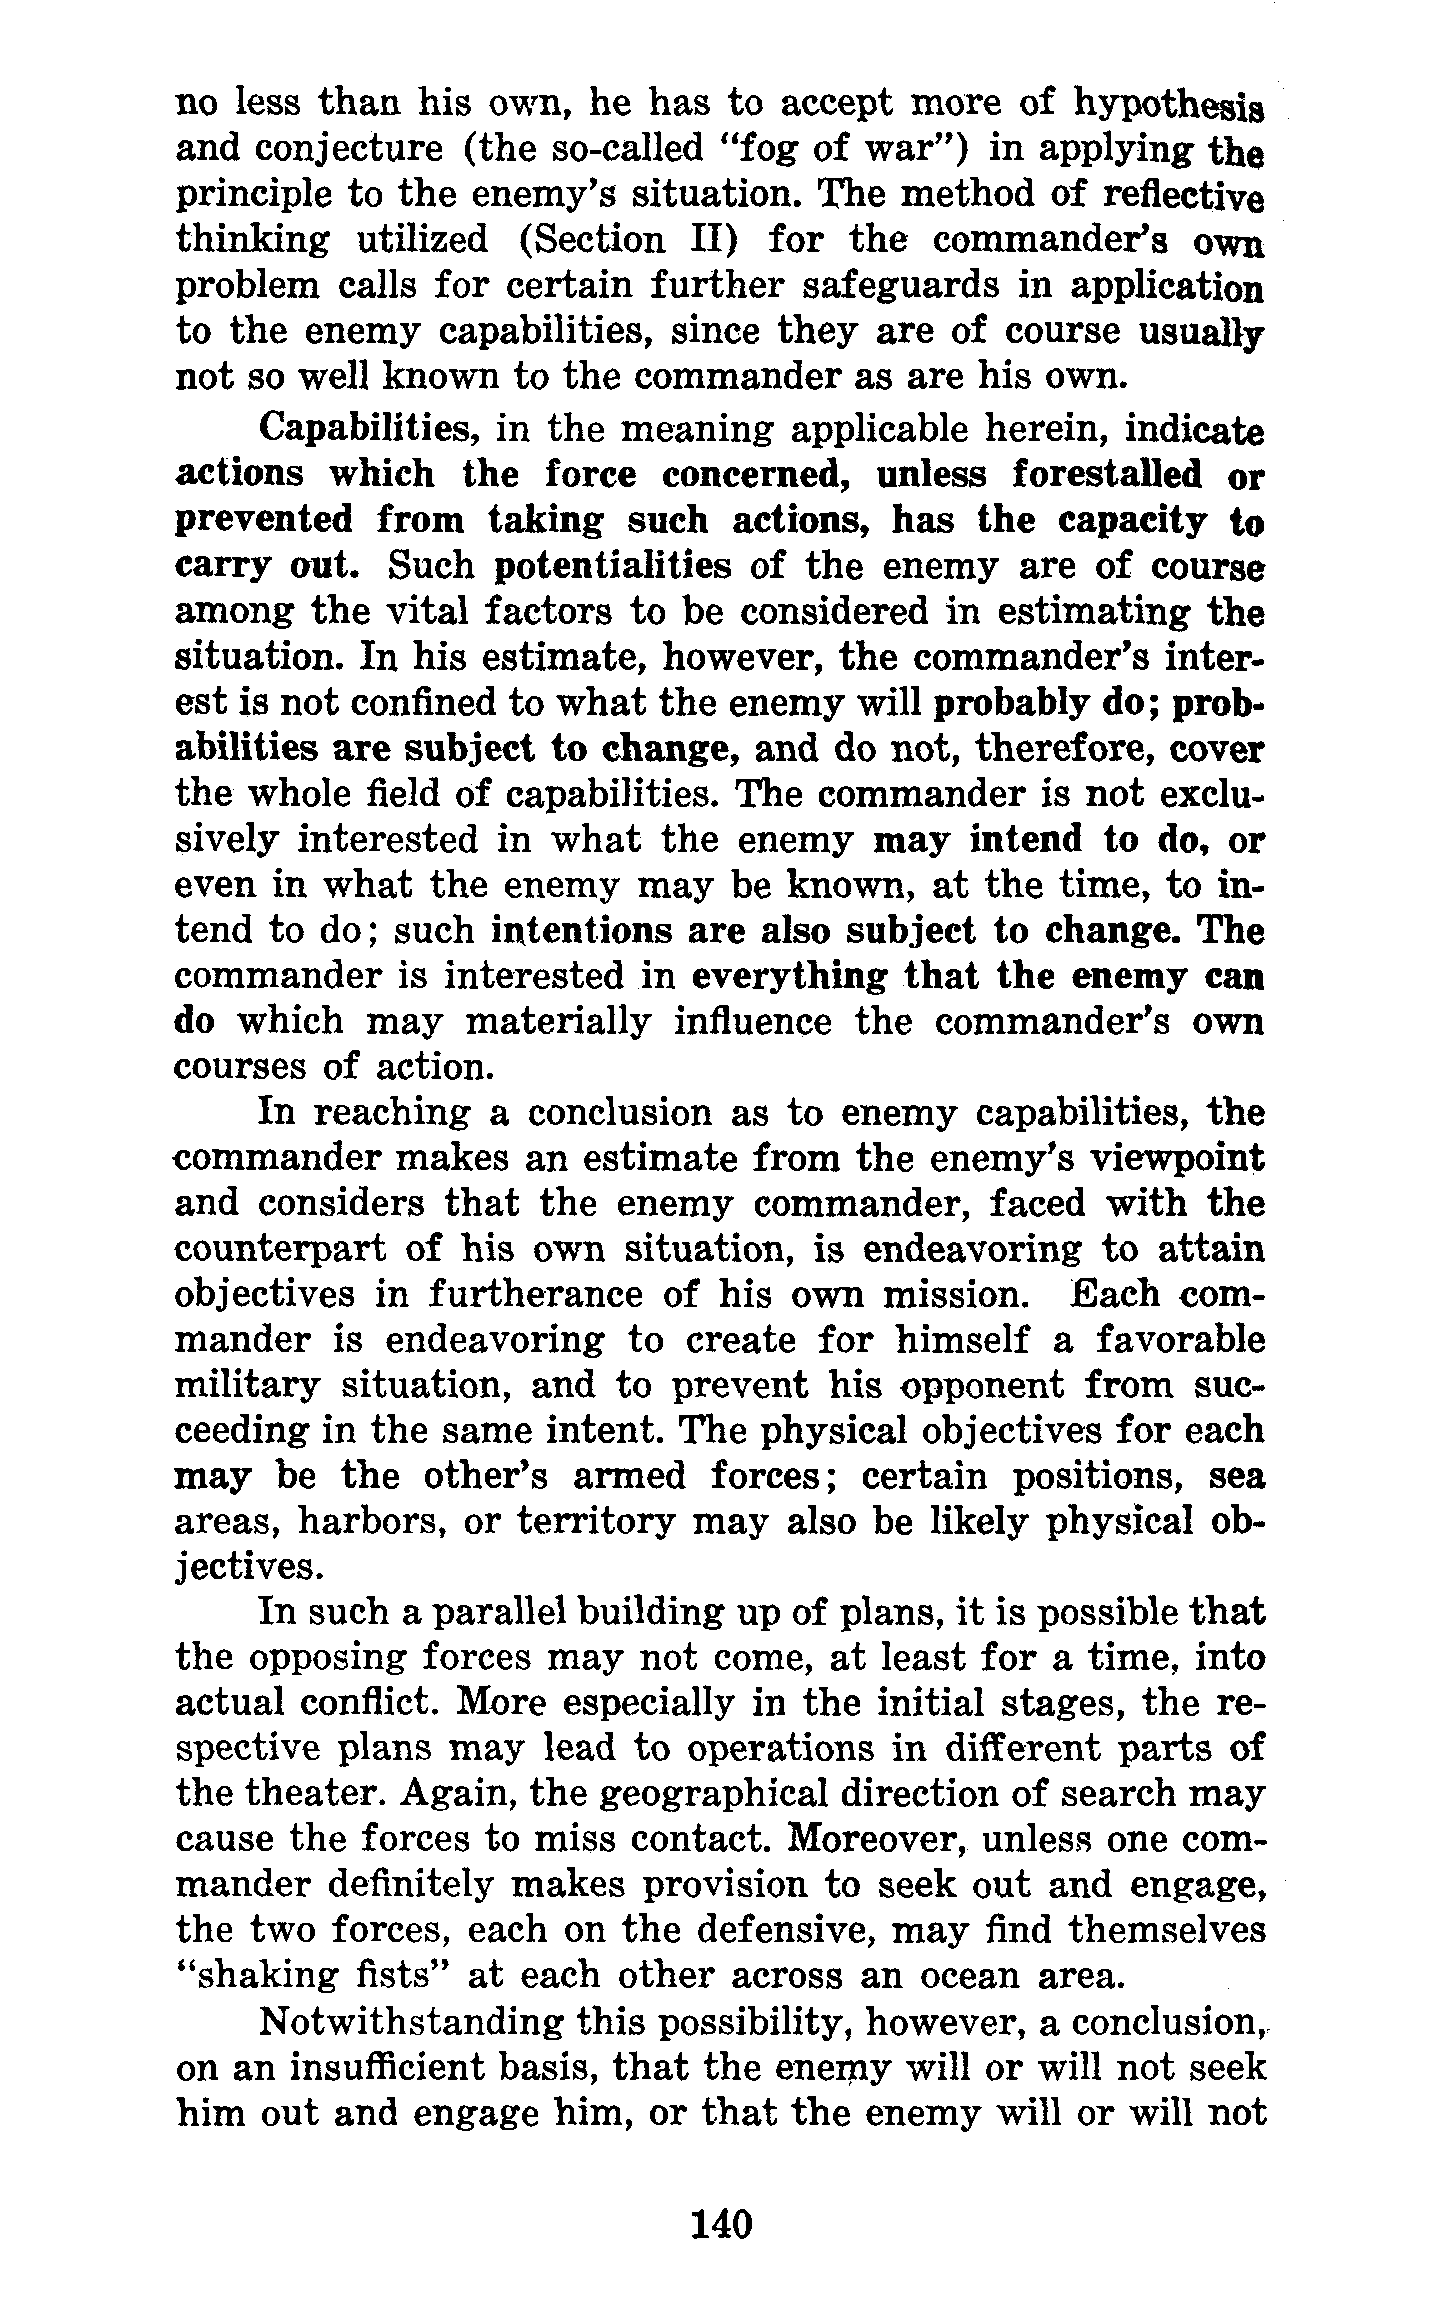 no less than his own, he has to accept more of hypothesis
and conjecture (the so-called "fog of war") in applying the
principle to the enemy's situation. The method of reflective
thinking utilized (Section II) for the commander's own
problem calls for certain further safeguards in application
to the enemy capabilities, since they are of course usually
not so well known to the commander as are his own.
Capabilities, in the meaning applicable herein, indicate
actions which the force concerned, unless forestalled or
prevented from taking such actions, has the capacity to
carry out. Such potentialities of the enemy are of course
among the vital factors to be considered in estimating the
situation. In his estimate, however, the commander's inter-
est is not confined to what the enemy will probably do; prob-
abilities are subject to change, and do not, therefore, cover
the whole field of capabilities. The commander is not exclu-
sively interested in what the enemy may intend to do, or
even in what the enemy may be known, at the time, to in-
tend to do; such intentions are also subject to change. The
commander is interested in everything that the enemy can
do which may materially influence the commander's own
courses of action.
In reaching a conclusion as to enemy capabilities, the
commander makes an estimate from the enemy's viewpoint
and considers that the enemy commander, faced with the
counterpart of his own situation, is endeavoring to attain
objectives in furtherance of his own mission. Each com-
mander is endeavoring to create for himself a favorable
military situation, and to prevent his opponent from suc-
ceeding in the same intent. The physical objectives for each
may be the other's armed forces; certain positions, sea
areas, harbors, or territory may also be likely physical ob-
jectives.
In such a parallel building up of plans, it is possible that
the opposing forces may not come, at least for a time, into
actual conflict. More especially in the initial stages, the re-
spective plans may lead to operations in different parts of
the theater. Again, the geographical direction of search may
cause the forces to miss contact. Moreover, unless one com-
mander definitely makes provision to seek out and engage,
the two forces, each on the defensive, may find themselves
"shaking fists" at each other across an ocean area.
Notwithstanding this possibility, however, a conclusion,
on an insufficient basis, that the enemy will or will not seek
him out and engage him, or that the enemy will or will not
140